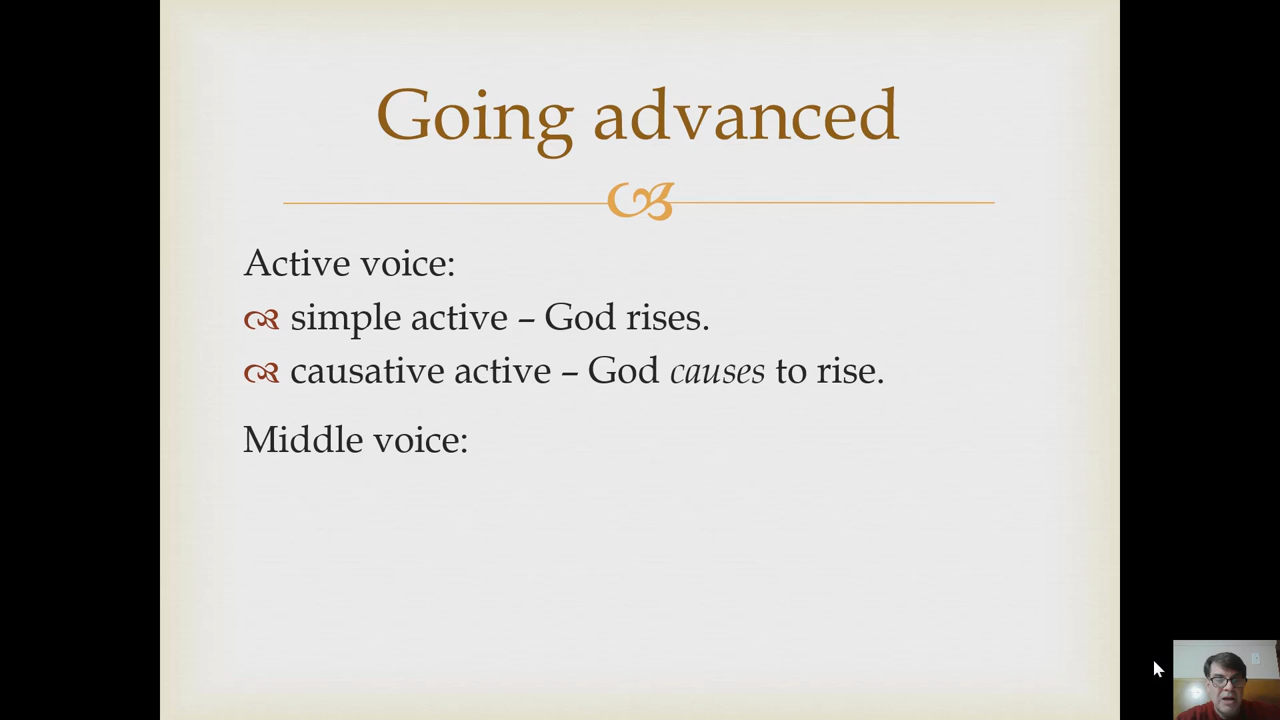 Going advanced
Active voice:
simple active – God rises.
causative active – God causes to rise.
Middle voice: